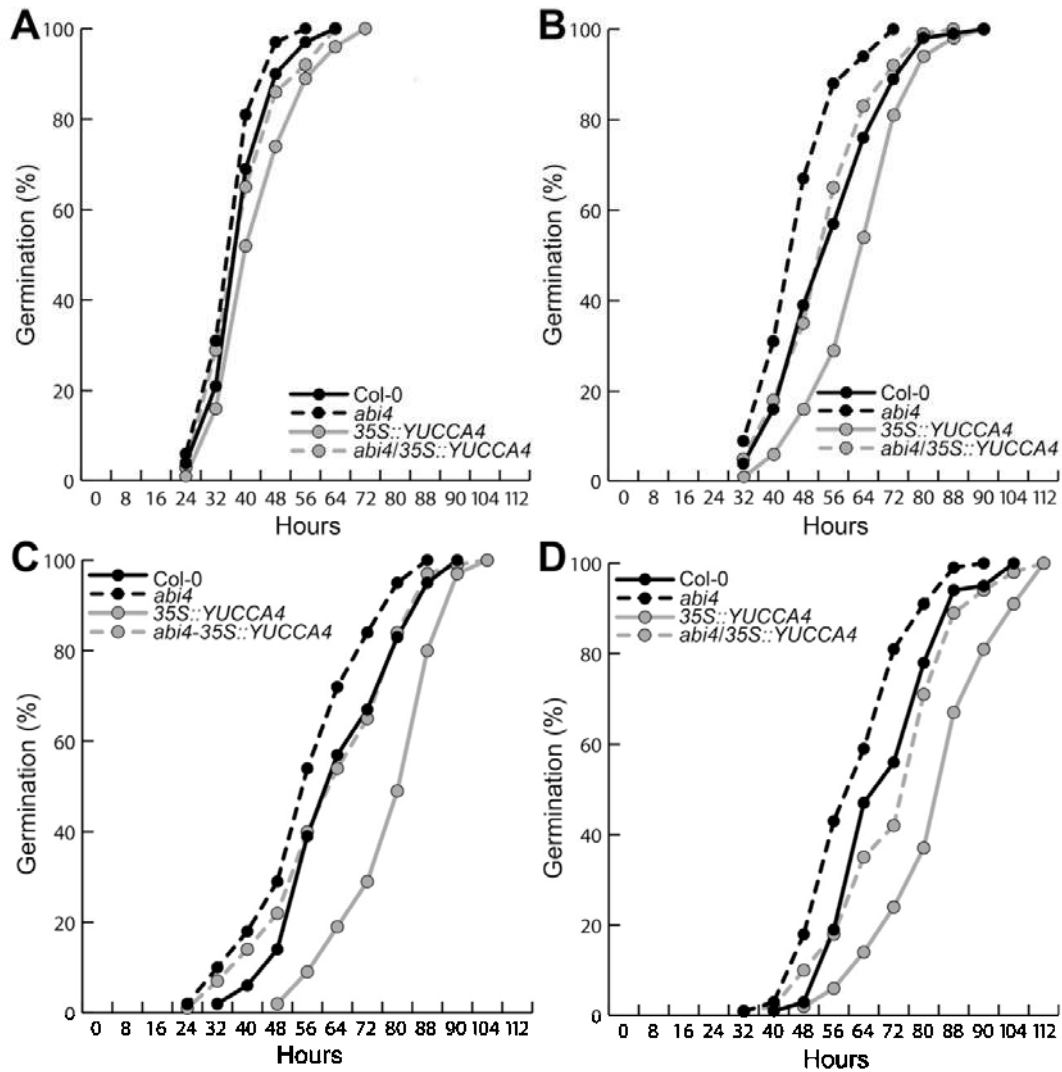 A
Germination (%)
100
80
60
40
20
0
Col-0
abi4
35S::YUCCA4
abi4/35S::YUCCA4
0 8 16 24 32 40 48 56 64 72 80 88 90 104 112
Hours
B
Germination (%)
100
80
60
40
20
0
Col-0
abi4
35S::YUCCA4
abi4/35S::YUCCA4
0 8 16 24 32 40 48 56 64 72 80 88 90 104 112
Hours
C
Germination (%)
100
80
60
40
20
0
Col-0
abi4
35S::YUCCA4
abi4-35S::YUCCA4
0 8 16 24 32 40 48 56 64 72 80 88 90 104 112
Hours
D
Germination (%)
100
80
60
40
20
0
Col-0
abi4
35S::YUCCA4
abi4/35S::YUCCA4
0 8 16 24 32 40 48 56 64 72 80 88 90 104 112
Hours